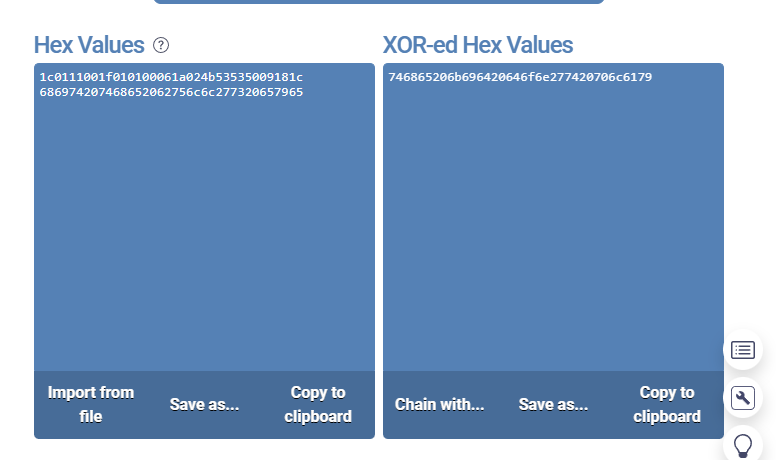 Hex Values ?
XOR-ed Hex Values
1c0111001f010100061a024b53535009181c
686974207468652062756c6c277320657965
746865206b696420646f6e277420706c6179
Import from
file
Save as...
Copy to
clipboard
Chain with...
Save as...
Copy to
clipboard